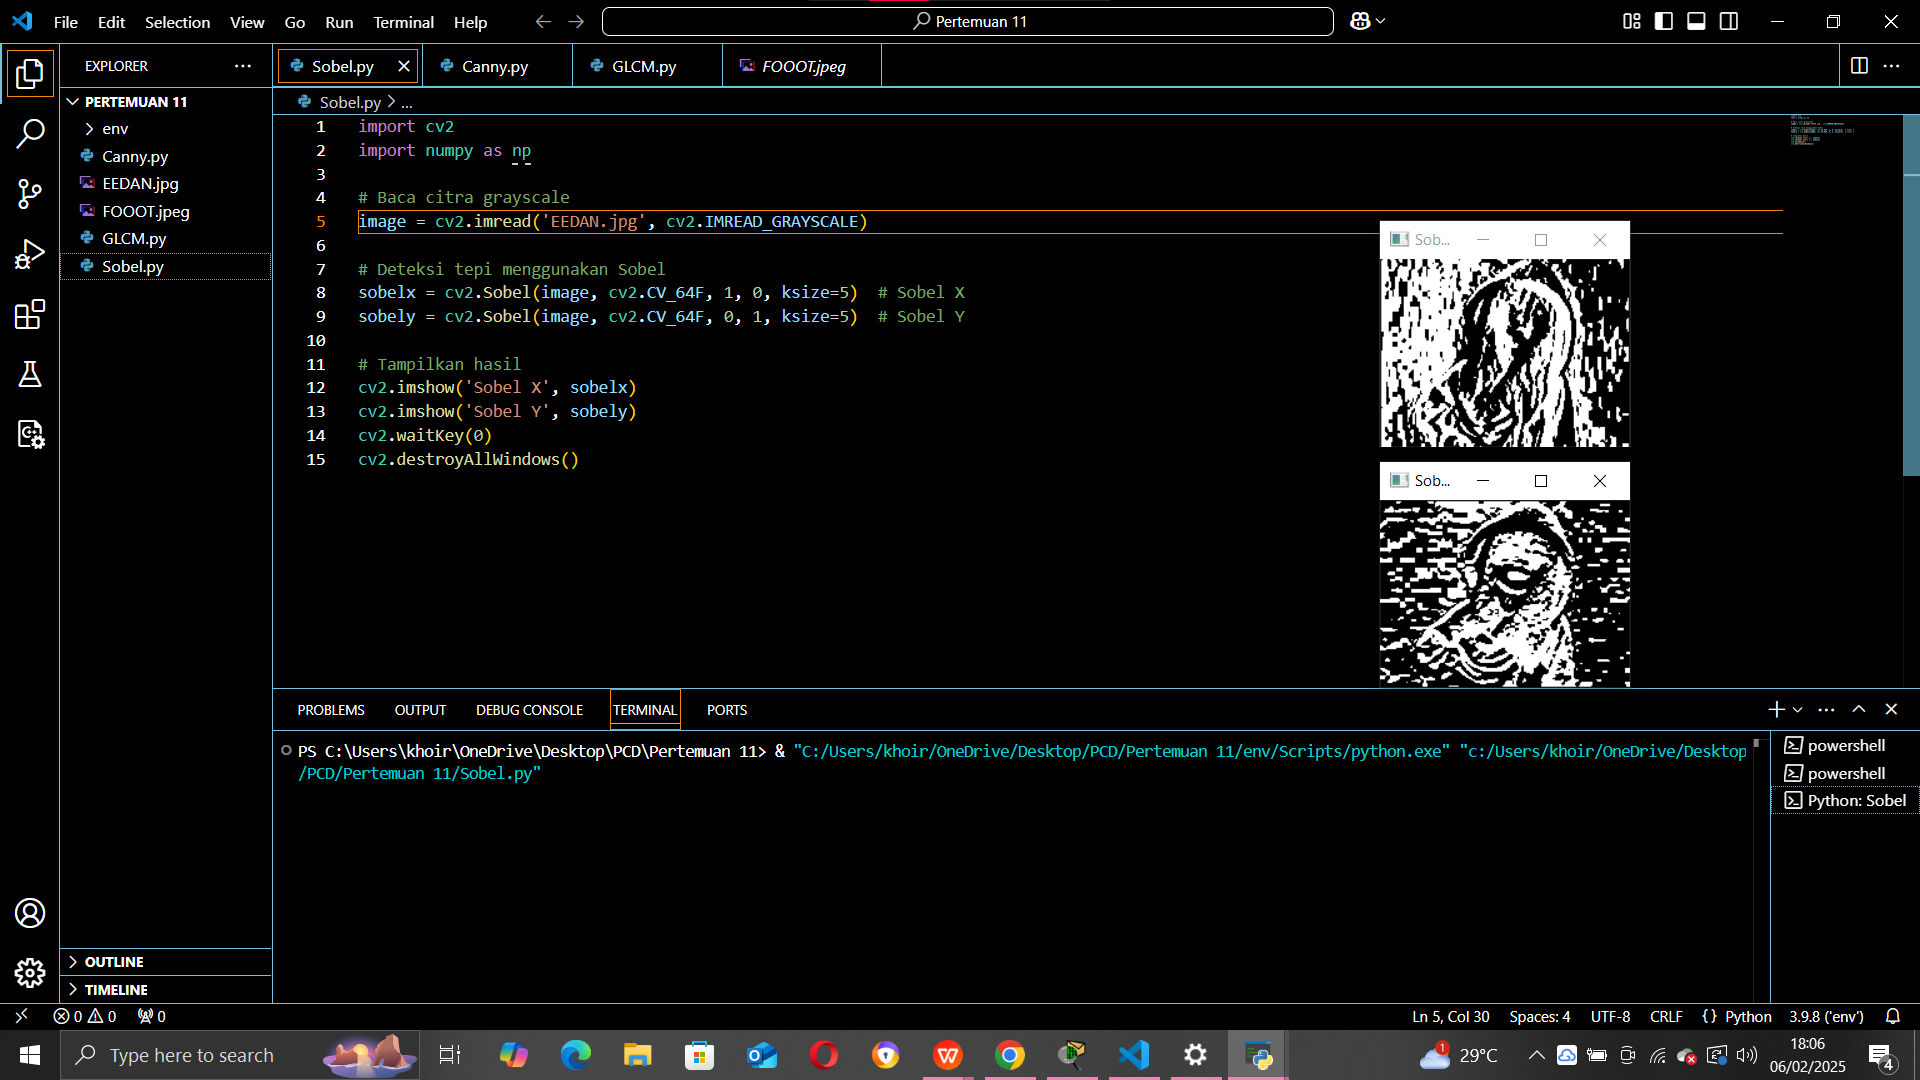 File Edit Selection View Go Run Terminal Help
Pertemuan 11
EXPLORER
Sobel.py
Canny.py
GLCM.py
FOOOT.jpeg
PERTEMUAN 11
env
Canny.py
EEDAN.jpg
FOOOT.jpeg
GLCM.py
Sobel.py
OUTLINE
TIMELINE
Sobel.py > ...
1 import cv2
2 import numpy as np
3
4 # Baca citra grayscale
5 image = cv2.imread('EEDAN.jpg', cv2.IMREAD_GRAYSCALE)
6
7 # Deteksi tepi menggunakan Sobel
8 sobelx = cv2.Sobel(image, cv2.CV_64F, 1, 0, ksize=5)  # Sobel X
9 sobely = cv2.Sobel(image, cv2.CV_64F, 0, 1, ksize=5)  # Sobel Y
10
11 # Tampilkan hasil
12 cv2.imshow('Sobel X', sobelx)
13 cv2.imshow('Sobel Y', sobely)
14 cv2.waitKey(0)
15 cv2.destroyAllWindows()
Sob...
Sob...
PROBLEMS OUTPUT DEBUG CONSOLE TERMINAL PORTS
PS C:\Users\khoir\OneDrive\Desktop\PCD\Pertemuan 11> & "C:/Users/khoir/OneDrive/Desktop/PCD/Pertemuan 11/env/Scripts/python.exe" "c:/Users/khoir/OneDrive/Desktop
/PCD/Pertemuan 11/Sobel.py"
powershell
powershell
Python: Sobel
0 0 0
Ln 5, Col 30 Spaces: 4 UTF-8 CRLF {} Python 3.9.8 ('env')
Type here to search
1
29°C
18:06
06/02/2025
4